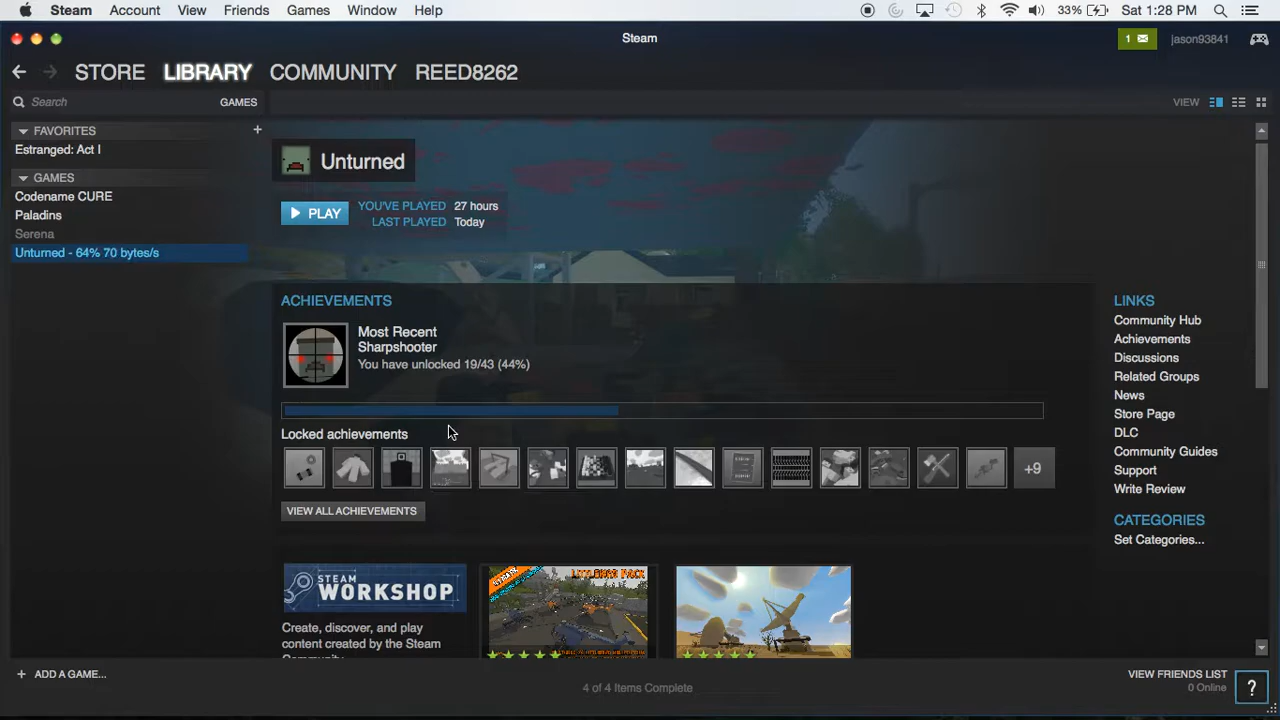 Steam Account View Friends Games Window Help 33% Sat 1:28 PM
Steam
1 jason93841
STORE LIBRARY COMMUNITY REED8262
Search GAMES VIEW
FAVORITES +
Estranged: Act I
GAMES
Codename CURE
Paladins
Serena
Unturned - 64% 70 bytes/s
Unturned
PLAY
YOU'VE PLAYED 27 hours
LAST PLAYED Today
ACHIEVEMENTS
Most Recent
Sharpshooter
You have unlocked 19/43 (44%)
Locked achievements
+9
VIEW ALL ACHIEVEMENTS
STEAM
WORKSHOP
Create, discover, and play
content created by the Steam
LINKS
Community Hub
Achievements
Discussions
Related Groups
News
Store Page
DLC
Community Guides
Support
Write Review
CATEGORIES
Set Categories...
+ ADD A GAME...
4 of 4 Items Complete
VIEW FRIENDS LIST
0 Online
?